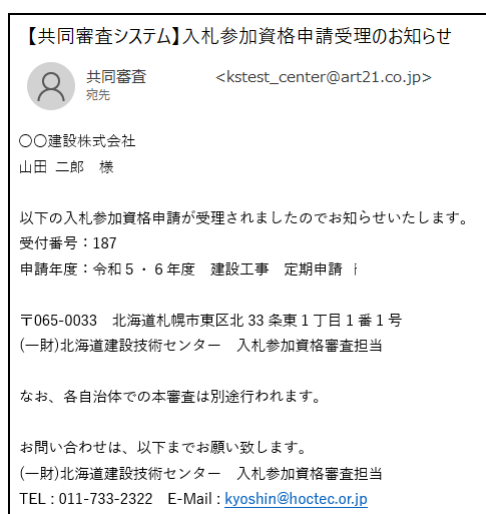 【共同審査システム】入札参加資格申請受理のお知らせ
共同審査 <kstest_center@art21.co.jp>
宛先
〇〇建設株式会社
山田 二郎 様
以下の入札参加資格申請が受理されましたのでお知らせいたします。
受付番号：187
申請年度：令和５・６年度 建設工事 定期申請
〒065-0033 北海道札幌市東区北 33 条東１丁目１番１号
(一財)北海道建設技術センター 入札参加資格審査担当
なお、各自治体での本審査は別途行われます。
お問い合わせは、以下までお願い致します。
(一財)北海道建設技術センター 入札参加資格審査担当
TEL : 011-733-2322 E-Mail : kyoshin@hoctec.or.jp